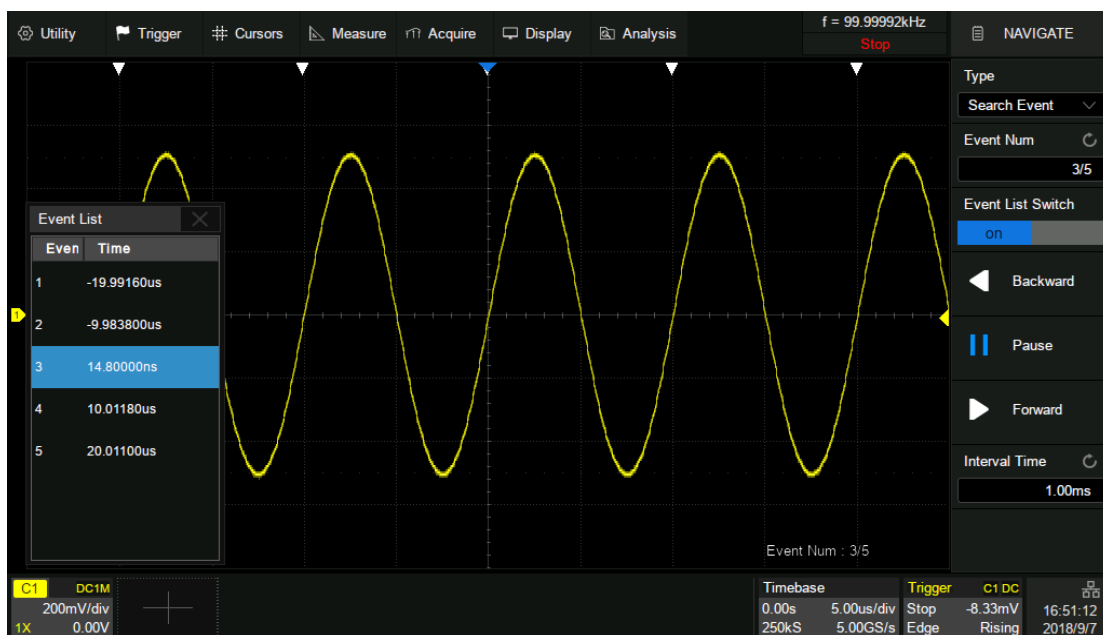 Utility Trigger Cursors Measure Acquire Display Analysis
f = 99.99992kHz
Stop
NAVIGATE
Type
Search Event
Event Num
3/5
Event List Switch
on
Backward
Pause
Forward
Interval Time
1.00ms
Event List
Even Time
1 -19.99160us
2 -9.983800us
3 14.80000ns
4 10.01180us
5 20.01100us
1
Event Num : 3/5
C1 DC1M
200mV/div
1X 0.00V
Timebase
0.00s 5.00us/div
250kS 5.00GS/s
Trigger C1 DC
Stop -8.33mV
Edge Rising
16:51:12
2018/9/7